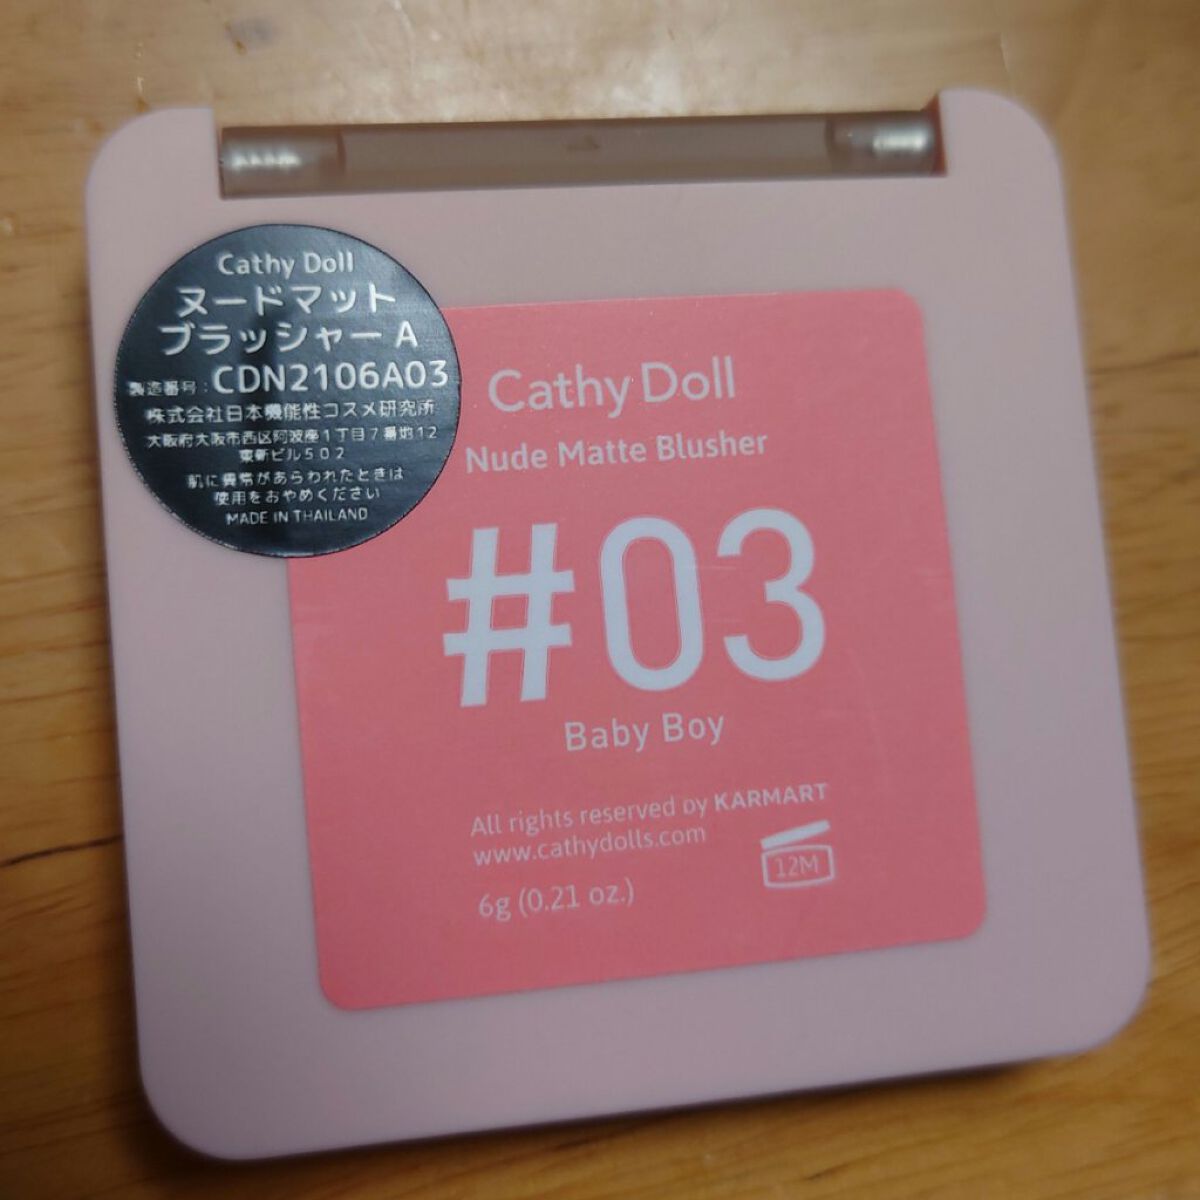 Cathy Doll
ヌードマット
ブラッシャー A
製造番号:CDN2106A03
株式会社日本機能性コスメ研究所
大阪府大阪市西区阿波座1丁目7番地12
東新ビル502
肌に異常があらわれたときは
使用をおやめください
MADE IN THAILAND
Cathy Doll
Nude Matte Blusher
#03
Baby Boy
All rights reserved by KARMART
www.cathydolls.com
6g (0.21 oz.)
12M